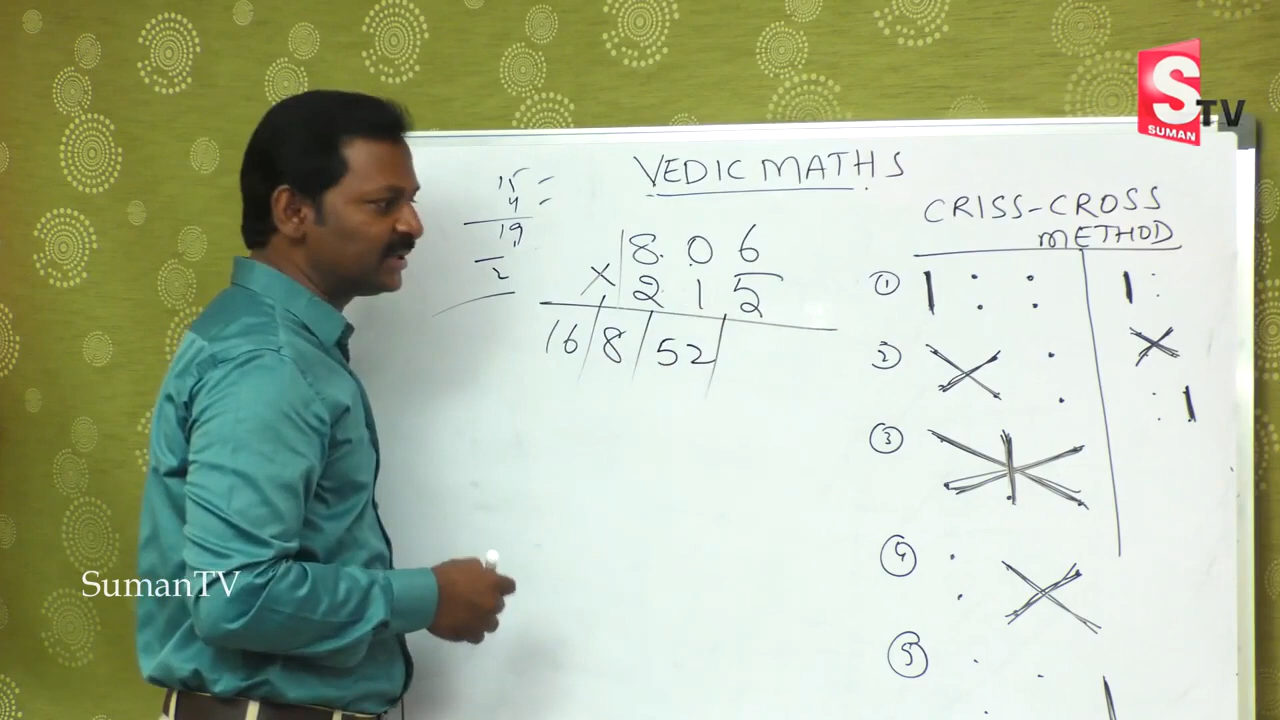 S TV
SUMAN
VEDIC MATHS
15 =
4 =
19
2
8 0 6
× 2 1 5
2
16/8/52/
CRISS-CROSS
METHOD
①
②
③
④
⑤
SumanTV